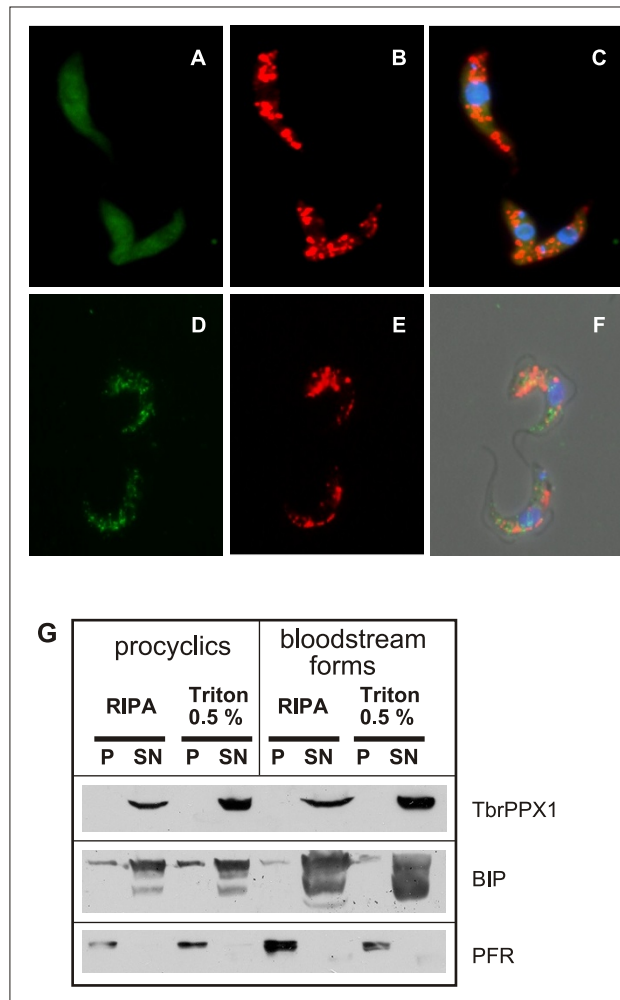 A B C
D E F
G
procyclics bloodstream
forms
RIPA Triton RIPA Triton
0.5 % 0.5 %
P SN P SN P SN P SN
TbrPPX1
BIP
PFR